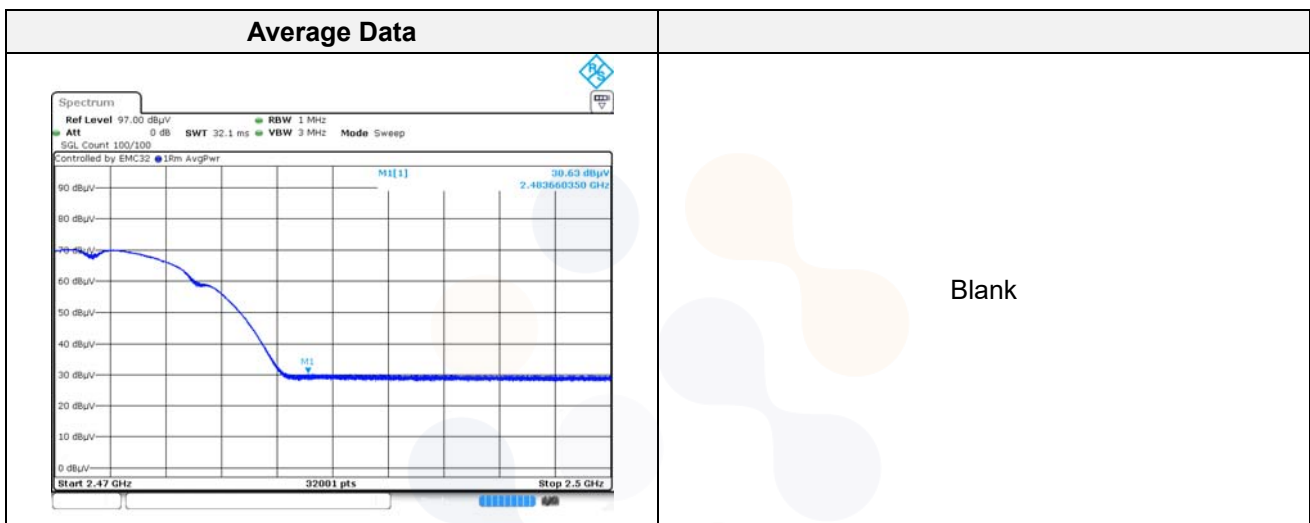 Average Data
R&S
Spectrum
Ref Level 97.00 dBµV RBW 1 MHz
Att 0 dB SWT 32.1 ms VBW 3 MHz Mode Sweep
SGL Count 100/100
Controlled by EMC32 1Rm AvgPwr
M1[1] 30.63 dBµV
2.483660350 GHz
90 dBµV
80 dBµV
70 dBµV
60 dBµV
50 dBµV
40 dBµV
M1
30 dBµV
20 dBµV
10 dBµV
0 dBµV
Start 2.47 GHz 32001 pts Stop 2.5 GHz
Blank